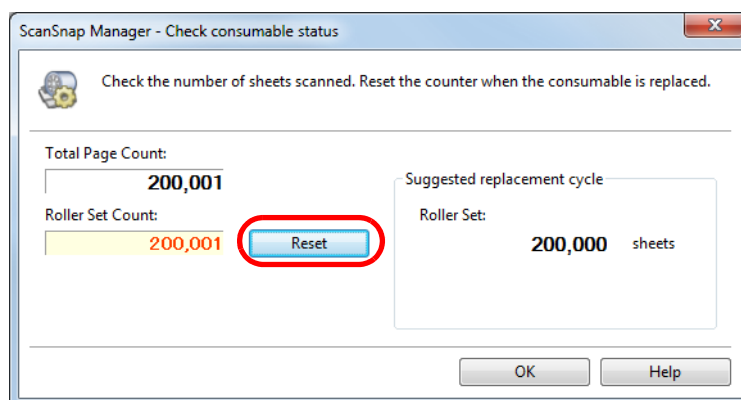 ScanSnap Manager - Check consumable status
Check the number of sheets scanned. Reset the counter when the consumable is replaced.
Total Page Count:
200,001
Roller Set Count:
200,001
Reset
Suggested replacement cycle
Roller Set:
200,000 sheets
OK
Help